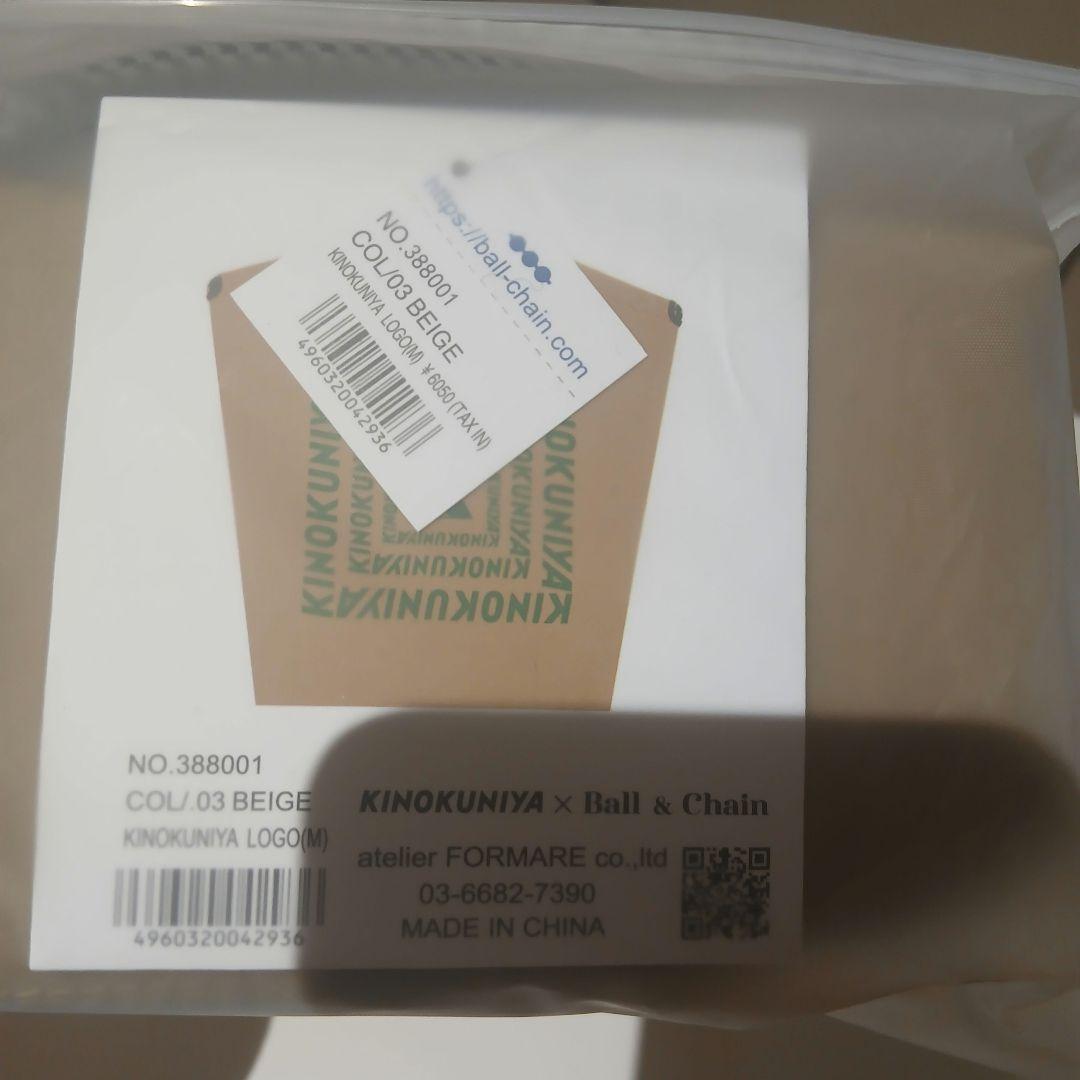 https://ball-chain.com
NO.388001
COL/03 BEIGE
KINOKUNIYA LOGO(M) ¥6050 (TAX IN)
4960320042936
KINOKUNIYA
KINOKUNIYA
KINOKUNIYA
KINOKUNIYA
NO.388001
COL/.03 BEIGE
KINOKUNIYA LOGO(M)
4960320042936
KINOKUNIYA × Ball & Chain
atelier FORMARE co.,ltd
03-6682-7390
MADE IN CHINA